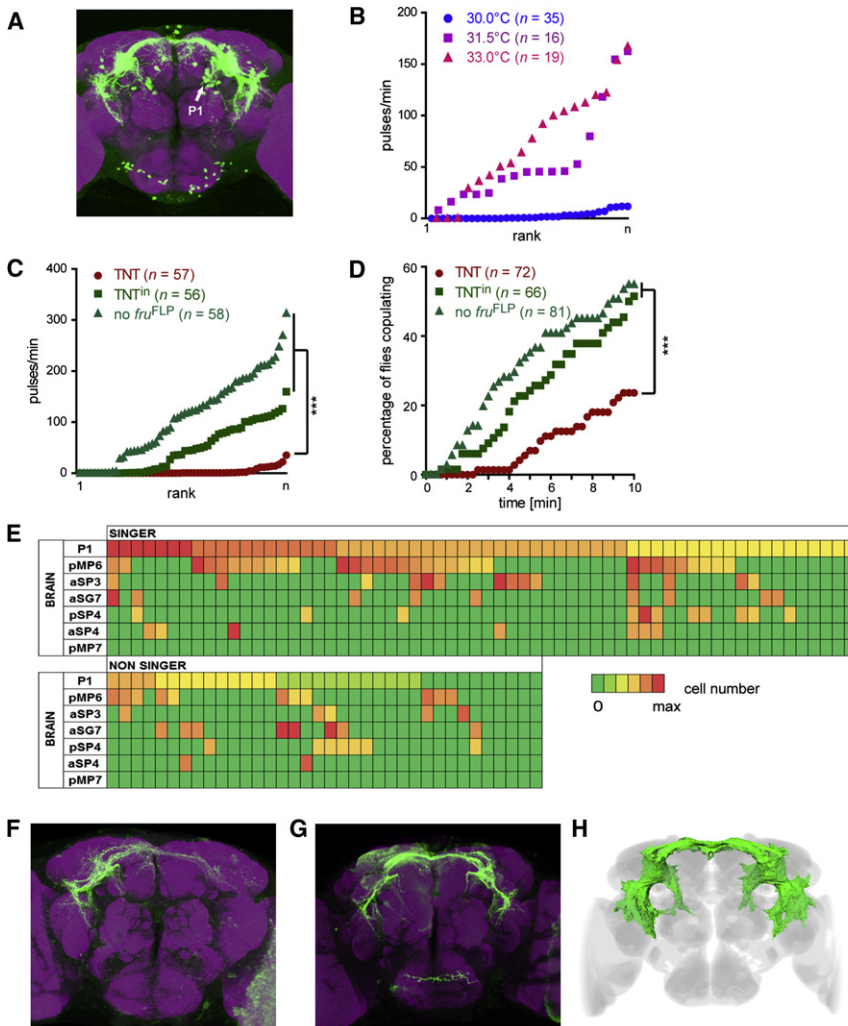 A
P1
B
200
150
100
50
0
pulses/min
30.0°C (n = 35)
31.5°C (n = 16)
33.0°C (n = 19)
1
rank
n
C
400
300
200
100
0
pulses/min
TNT (n = 57)
TNTin (n = 56)
no fruFLP (n = 58)
***
1
rank
n
D
60
40
20
0
percentage of flies copulating
TNT (n = 72)
TNTin (n = 66)
no fruFLP (n = 81)
***
0 2 4 6 8 10
time [min]
E
SINGER
BRAIN
P1
pMP6
aSP3
aSG7
pSP4
aSP4
pMP7
NON SINGER
BRAIN
P1
pMP6
aSP3
aSG7
pSP4
aSP4
pMP7
cell number
0 max
F
G
H